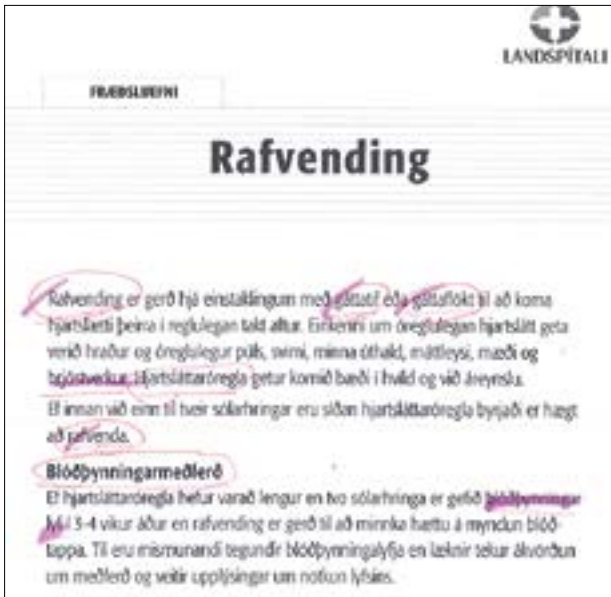 LANDSPÍTALI
FRÆÐSLUEFNI
Rafvending
Rafvending er gerð hjá einstaklingum með gáttatif eða gáttaflökt til að koma
hjartslætti þeirra í reglulegan takt aftur. Einkenni um óreglulegan hjartslátt geta
verið hraður og óreglulegur púls, svimi, minna úthald, máttleysi, mæði og
brjóstverkur. Hjartsláttaróregla getur komið bæði í hvíld og við áreynslu.
Ef innan við einn til tveir sólarhringar eru síðan hjartsláttaróregla byrjaði er hægt
að rafvenda.
Blóðþynningarmeðferð
Ef hjartsláttaróregla hefur varað lengur en tvo sólarhringa er gefið blóðþynningar
lyf í 3-4 vikur áður en rafvending er gerð til að minnka hættu á myndun blóð-
tappa. Til eru mismunandi tegundir blóðþynningalyfja en læknir tekur ákvörðun
um meðferð og veitir upplýsingar um notkun lyfsins.